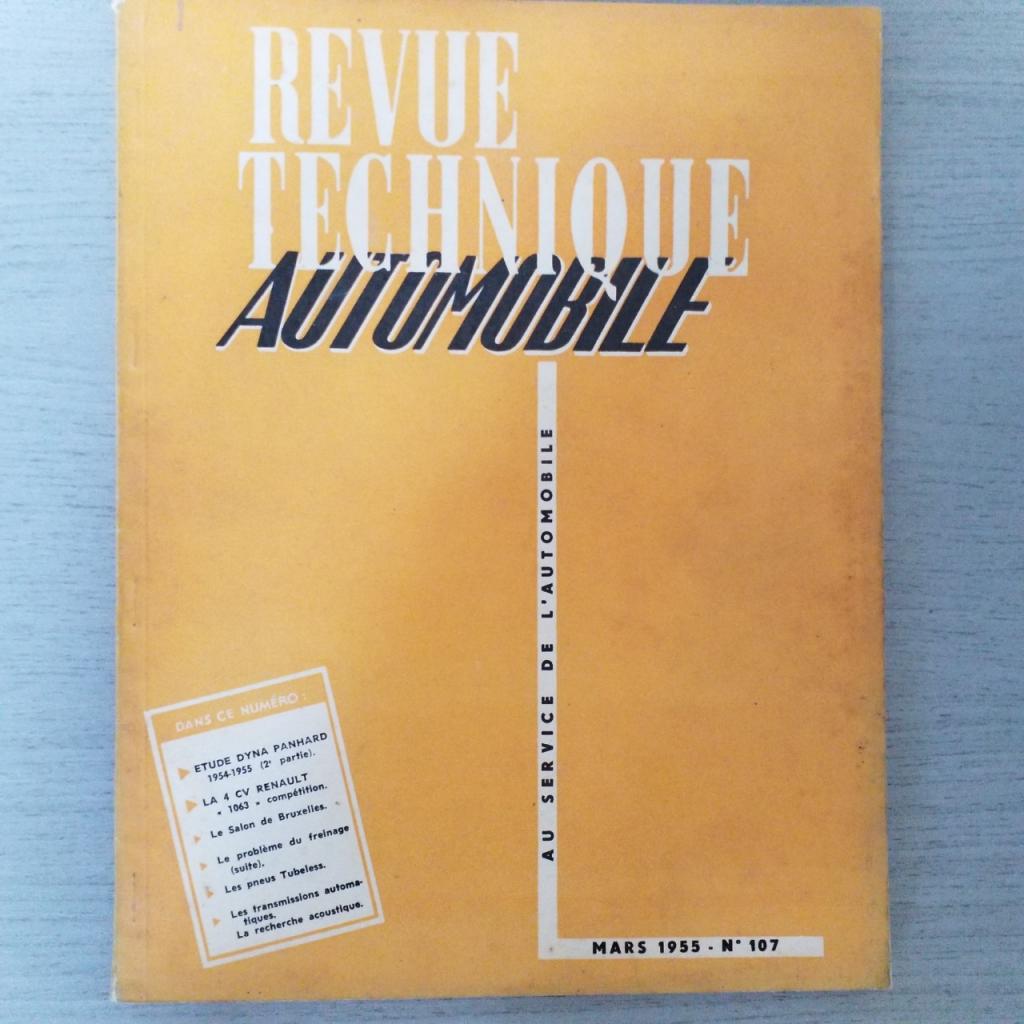 REVUE
TECHNIQUE
AUTOMOBILE
AU SERVICE DE L'AUTOMOBILE
DANS CE NUMÉRO :
ETUDE DYNA PANHARD
1954-1955 (2e partie).
LA 4 CV RENAULT
" 1063 " compétition.
Le Salon de Bruxelles.
Le problème du freinage
(suite).
Les pneus Tubeless.
Les transmissions automa-
tiques.
La recherche acoustique.
MARS 1955 - N° 107